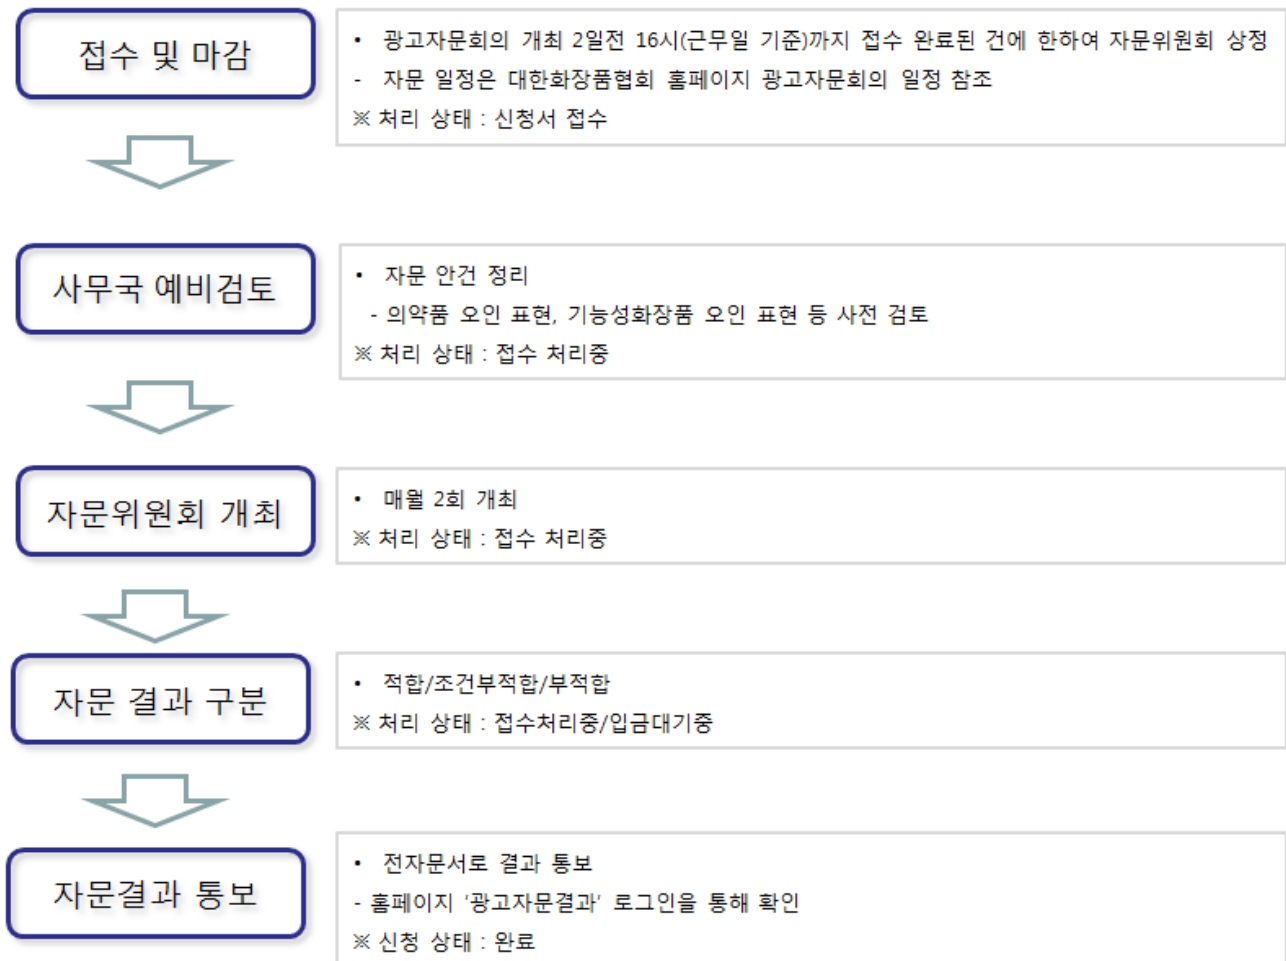 접수 및 마감
• 광고자문회의 개최 2일전 16시(근무일 기준)까지 접수 완료된 건에 한하여 자문위원회 상정
- 자문 일정은 대한화장품협회 홈페이지 광고자문회의 일정 참조
※ 처리 상태 : 신청서 접수
사무국 예비검토
• 자문 안건 정리
- 의약품 오인 표현, 기능성화장품 오인 표현 등 사전 검토
※ 처리 상태 : 접수 처리중
자문위원회 개최
• 매월 2회 개최
※ 처리 상태 : 접수 처리중
자문 결과 구분
• 적합/조건부적합/부적합
※ 처리 상태 : 접수처리중/입금대기중
자문결과 통보
• 전자문서로 결과 통보
- 홈페이지 '광고자문결과' 로그인을 통해 확인
※ 신청 상태 : 완료